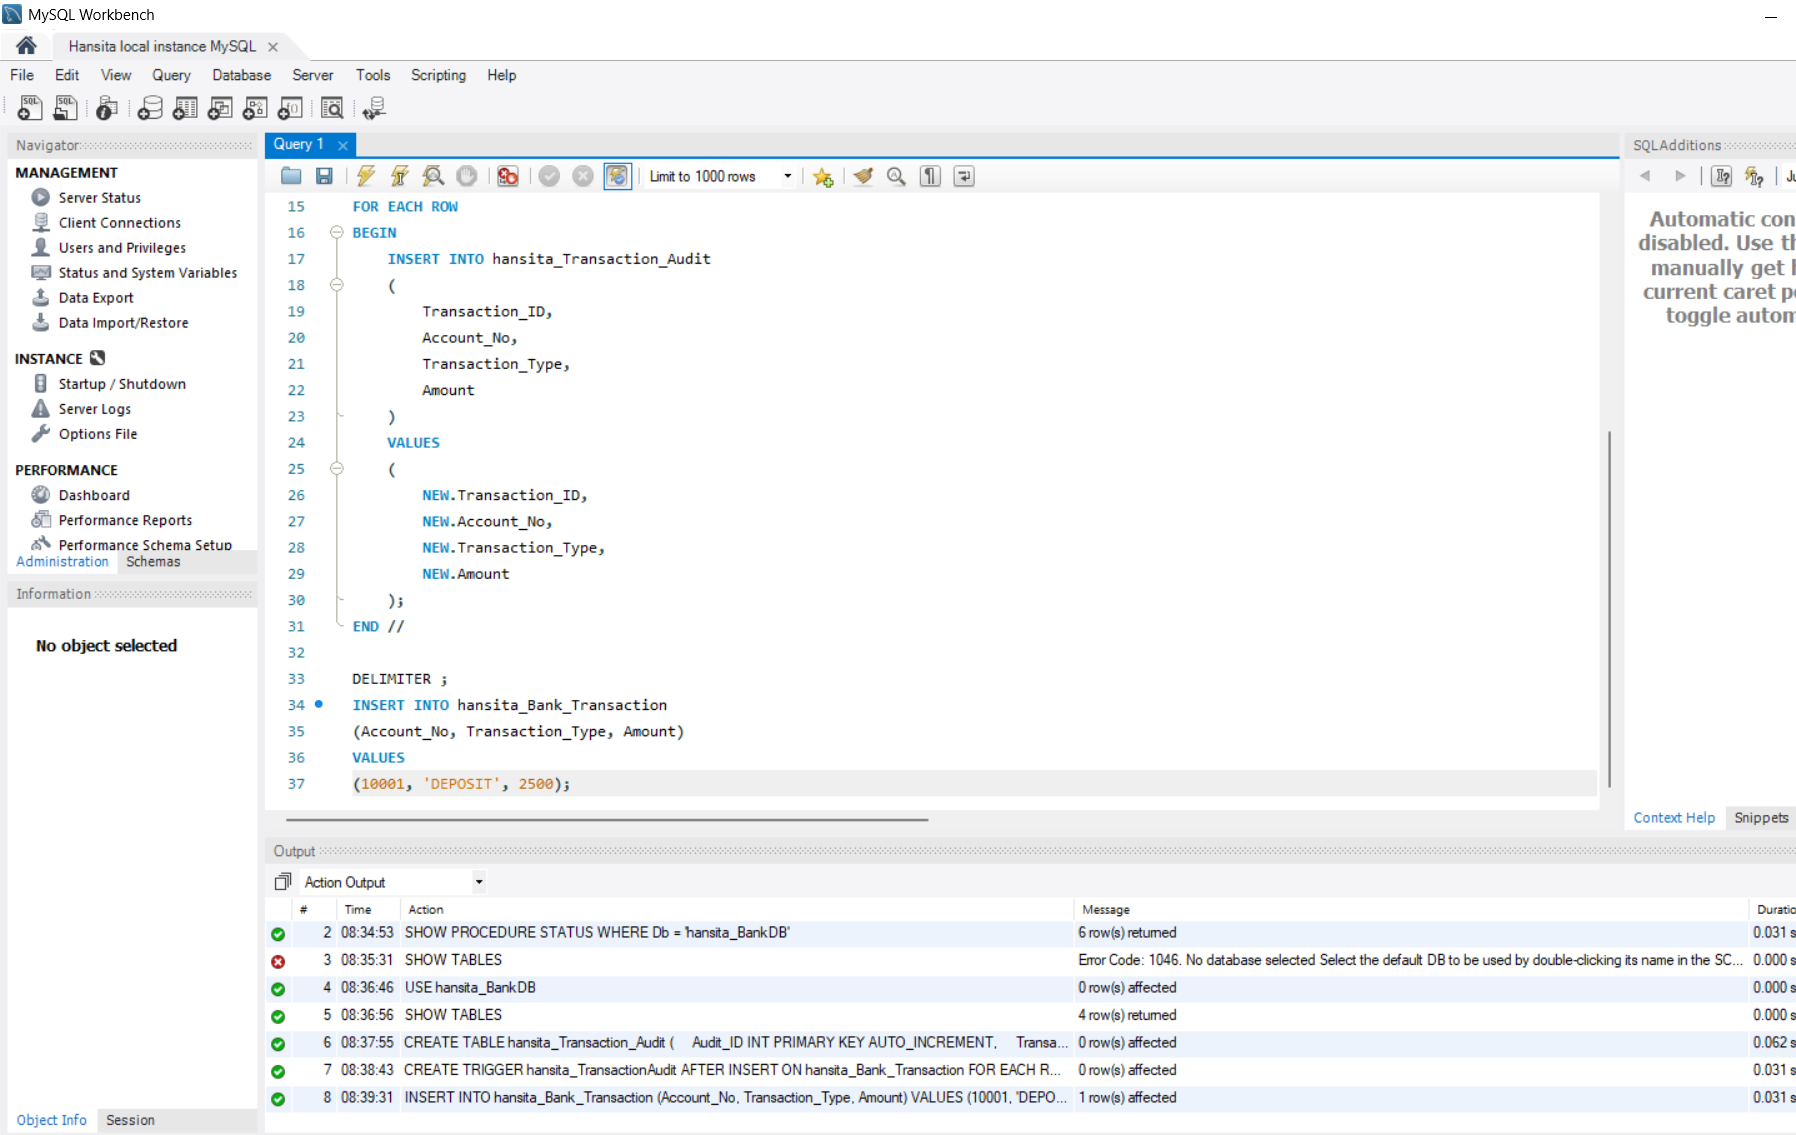 MySQL Workbench
Hansita local instance MySQL
File Edit View Query Database Server Tools Scripting Help
Navigator
MANAGEMENT
Server Status
Client Connections
Users and Privileges
Status and System Variables
Data Export
Data Import/Restore
INSTANCE
Startup / Shutdown
Server Logs
Options File
PERFORMANCE
Dashboard
Performance Reports
Performance Schema Setup
Administration Schemas
Information
No object selected
Object Info Session
Query 1
Limit to 1000 rows
15 FOR EACH ROW
16 BEGIN
17 INSERT INTO hansita_Transaction_Audit
18 (
19 Transaction_ID,
20 Account_No,
21 Transaction_Type,
22 Amount
23 )
24 VALUES
25 (
26 NEW.Transaction_ID,
27 NEW.Account_No,
28 NEW.Transaction_Type,
29 NEW.Amount
30 );
31 END //
32
33 DELIMITER ;
34 INSERT INTO hansita_Bank_Transaction
35 (Account_No, Transaction_Type, Amount)
36 VALUES
37 (10001, 'DEPOSIT', 2500);
SQLAdditions
Ju
Automatic con
disabled. Use th
manually get h
current caret po
toggle autom
Context Help Snippets
Output
Action Output
# Time Action Message Duratio
2 08:34:53 SHOW PROCEDURE STATUS WHERE Db = 'hansita_BankDB' 6 row(s) returned 0.031 s
3 08:35:31 SHOW TABLES Error Code: 1046. No database selected Select the default DB to be used by double-clicking its name in the SC... 0.000 s
4 08:36:46 USE hansita_BankDB 0 row(s) affected 0.000 s
5 08:36:56 SHOW TABLES 4 row(s) returned 0.000 s
6 08:37:55 CREATE TABLE hansita_Transaction_Audit ( Audit_ID INT PRIMARY KEY AUTO_INCREMENT, Transa... 0 row(s) affected 0.062 s
7 08:38:43 CREATE TRIGGER hansita_TransactionAudit AFTER INSERT ON hansita_Bank_Transaction FOR EACH R... 0 row(s) affected 0.031 s
8 08:39:31 INSERT INTO hansita_Bank_Transaction (Account_No, Transaction_Type, Amount) VALUES (10001, 'DEPO... 1 row(s) affected 0.031 s